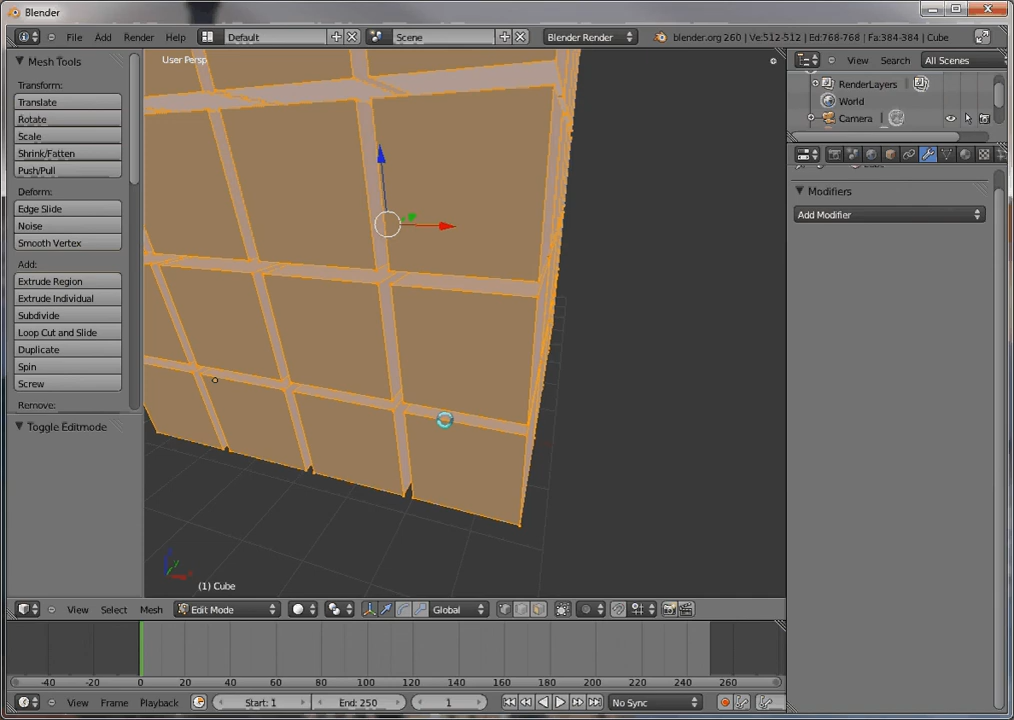 Blender
File Add Render Help Default Scene Blender Render blender.org 260 | Ve:512-512 | Ed:768-768 | Fa:384-384 | Cube
Mesh Tools
Transform:
Translate
Rotate
Scale
Shrink/Fatten
Push/Pull
Deform:
Edge Slide
Noise
Smooth Vertex
Add:
Extrude Region
Extrude Individual
Subdivide
Loop Cut and Slide
Duplicate
Spin
Screw
Remove:
Toggle Editmode
User Persp
(1) Cube
View Search All Scenes
RenderLayers
World
Camera
Modifiers
Add Modifier
View Select Mesh Edit Mode Global
-40 -20 0 20 40 60 80 100 120 140 160 180 200 220 240 260
View Frame Playback Start: 1 End: 250 1 No Sync